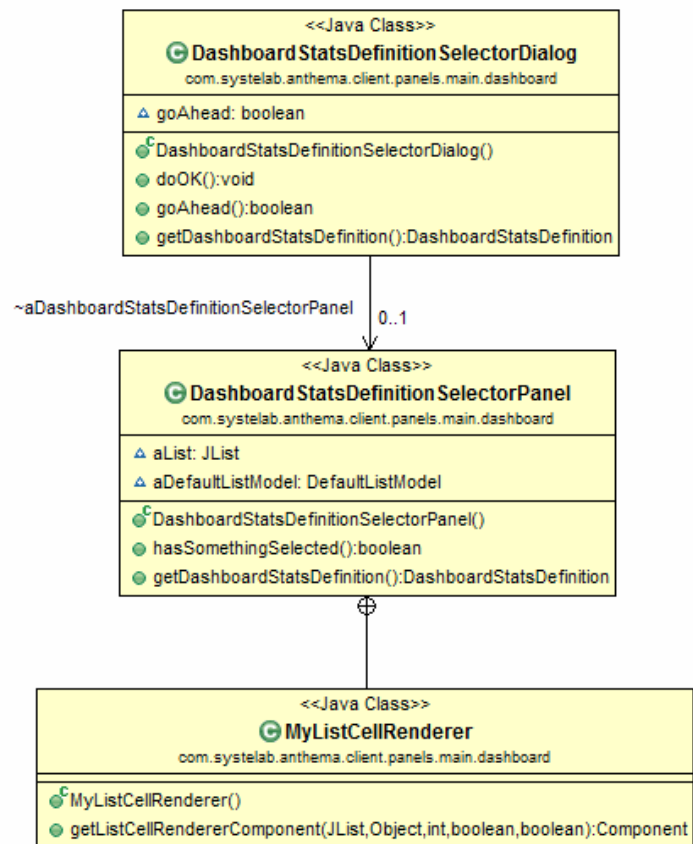 <<Java Class>>
DashboardStatsDefinitionSelectorDialog
com.systelab.anthema.client.panels.main.dashboard
goAhead: boolean
DashboardStatsDefinitionSelectorDialog()
doOK():void
goAhead():boolean
getDashboardStatsDefinition():DashboardStatsDefinition
~aDashboardStatsDefinitionSelectorPanel
0..1
<<Java Class>>
DashboardStatsDefinitionSelectorPanel
com.systelab.anthema.client.panels.main.dashboard
aList: JList
aDefaultListModel: DefaultListModel
DashboardStatsDefinitionSelectorPanel()
hasSomethingSelected():boolean
getDashboardStatsDefinition():DashboardStatsDefinition
<<Java Class>>
MyListCellRenderer
com.systelab.anthema.client.panels.main.dashboard
MyListCellRenderer()
getListCellRendererComponent(JList,Object,int,boolean,boolean):Component